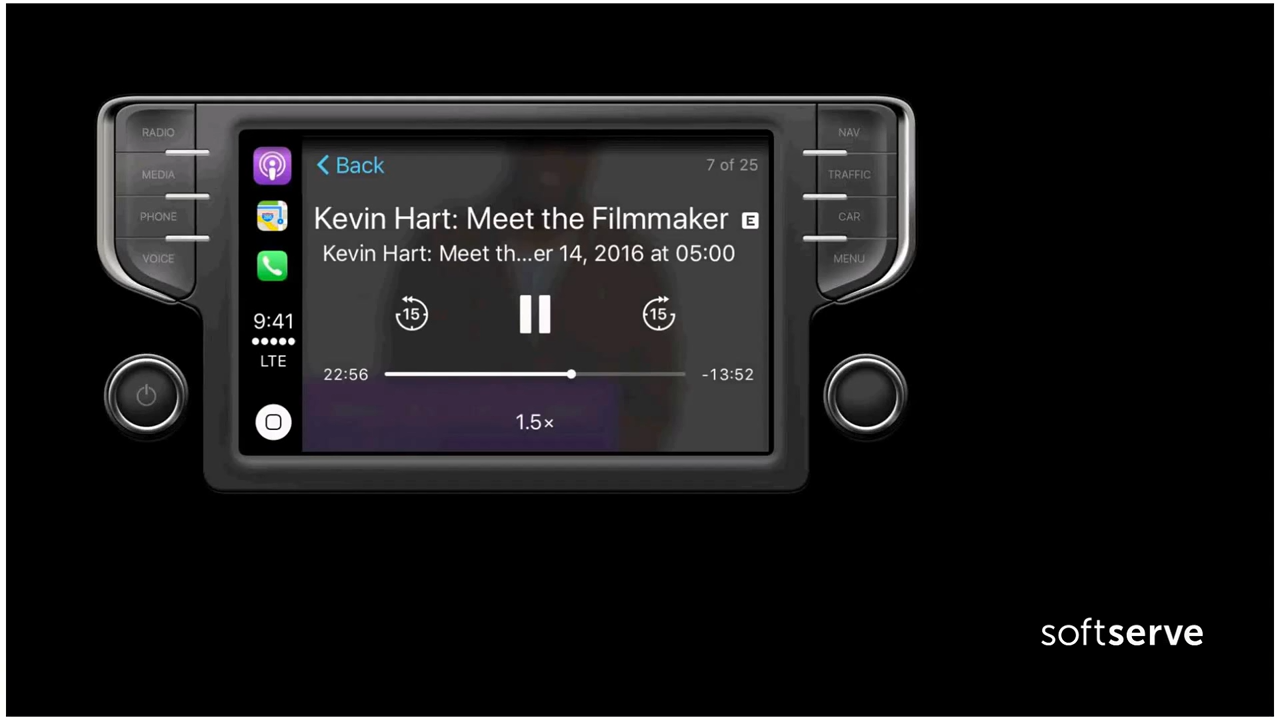 RADIO
MEDIA
PHONE
VOICE
9:41
LTE
Back
7 of 25
Kevin Hart: Meet the Filmmaker E
Kevin Hart: Meet th...er 14, 2016 at 05:00
15
15
22:56
-13:52
1.5×
NAV
TRAFFIC
CAR
MENU
softserve